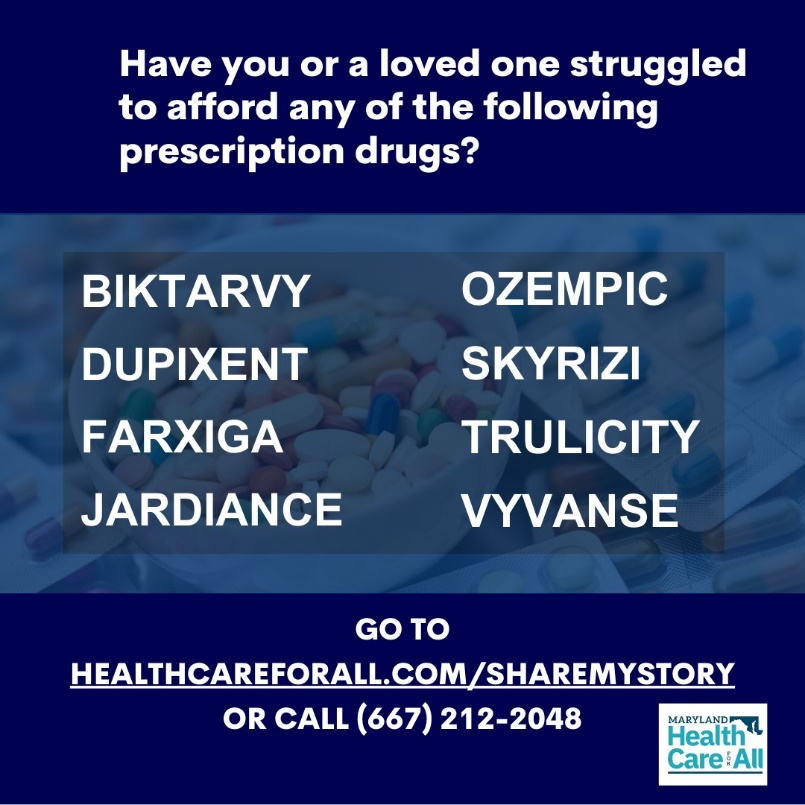 Have you or a loved one struggled
to afford any of the following
prescription drugs?
BIKTARVY
DUPIXENT
FARXIGA
JARDIANCE
OZEMPIC
SKYRIZI
TRULICITY
VYVANSE
GO TO
HEALTHCAREFORALL.COM/SHAREMYSTORY
OR CALL (667) 212-2048
MARYLAND
Health
Care FOR All